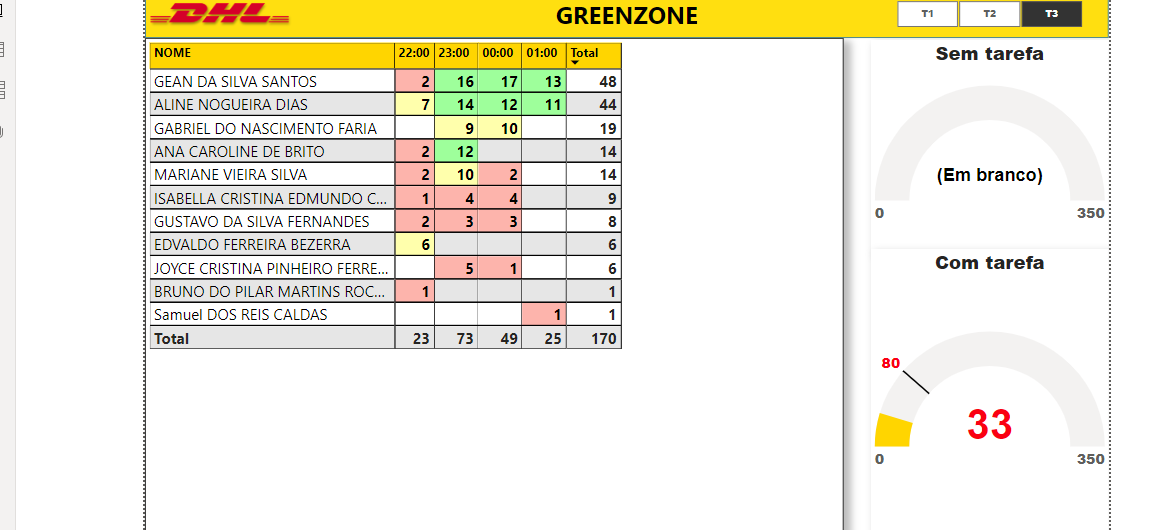 DHL GREENZONE T1 T2 T3
NOME 22:00 23:00 00:00 01:00 Total
GEAN DA SILVA SANTOS 2 16 17 13 48
ALINE NOGUEIRA DIAS 7 14 12 11 44
GABRIEL DO NASCIMENTO FARIA 9 10 19
ANA CAROLINE DE BRITO 2 12 14
MARIANE VIEIRA SILVA 2 10 2 14
ISABELLA CRISTINA EDMUNDO C... 1 4 4 9
GUSTAVO DA SILVA FERNANDES 2 3 3 8
EDVALDO FERREIRA BEZERRA 6 6
JOYCE CRISTINA PINHEIRO FERRE... 5 1 6
BRUNO DO PILAR MARTINS ROC... 1 1
Samuel DOS REIS CALDAS 1 1
Total 23 73 49 25 170
Sem tarefa
(Em branco)
0 350
Com tarefa
80
33
0 350